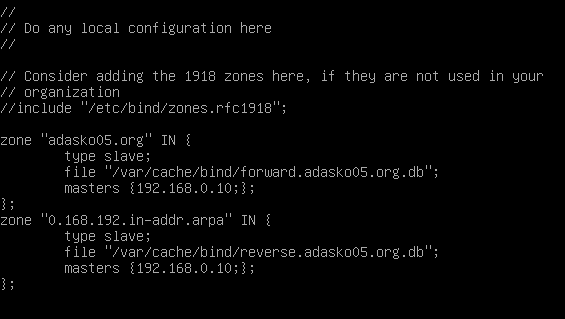 //
// Do any local configuration here
//
// Consider adding the 1918 zones here, if they are not used in your
// organization
//include "/etc/bind/zones.rfc1918";
zone "adasko05.org" IN {
type slave;
file "/var/cache/bind/forward.adasko05.org.db";
masters {192.168.0.10;};
};
zone "0.168.192.in-addr.arpa" IN {
type slave;
file "/var/cache/bind/reverse.adasko05.org.db";
masters {192.168.0.10;};
};